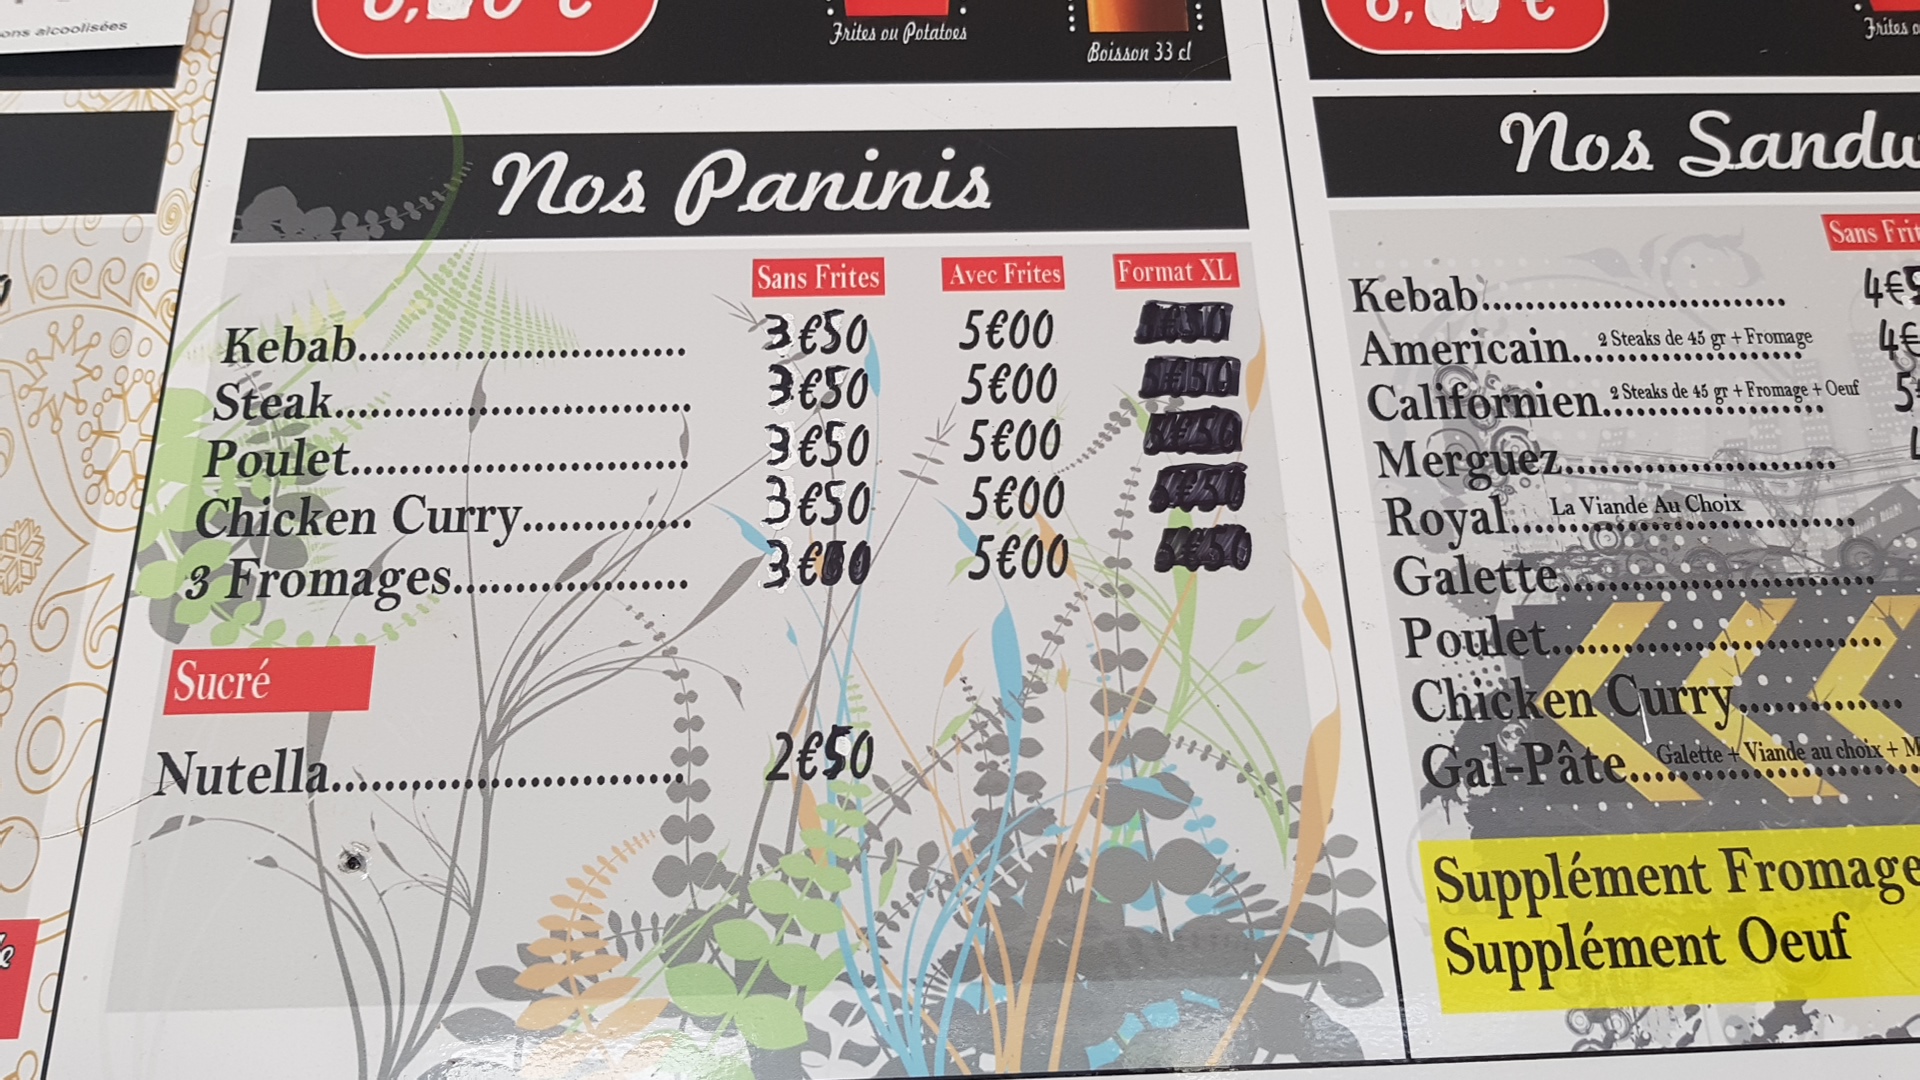 ons alcoolisées
Frites ou Potatoes
Boisson 33 cl
Nos Paninis
Sans Frites Avec Frites Format XL
Kebab.............................. 3€50 5€00
Steak................................ 3€50 5€00
Poulet.............................. 3€50 5€00
Chicken Curry.............. 3€50 5€00
3 Fromages.................... 5€00
Sucré
Nutella.............................. 2€50
Frites
Nos
Sans
Kebab..............................
Americain.................... 2 Steaks de 45 gr + Fromage
Californien.................... 2 Steaks de 45 gr + Fromage + Oeuf
Merguez..........................
Royal.............................. La Viande Au Choix
Galette..............................
Poulet..............................
Chicken Curry..............
Gal-Pâte.............................. Galette + Viande au choix +
Supplément Fromage
Supplément Oeuf